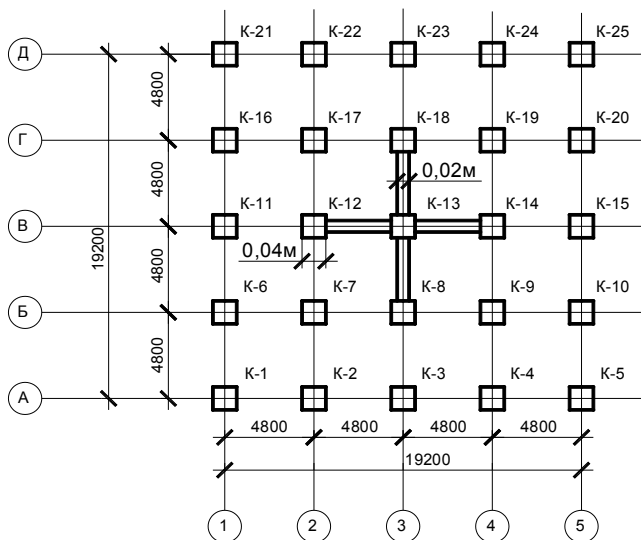 К-21 К-22 К-23 К-24 К-25
Д
4800
К-16 К-17 К-18 К-19 К-20
Г
0,02м
4800
К-11 К-12 К-13 К-14 К-15
В
19200
0,04м
4800
К-6 К-7 К-8 К-9 К-10
Б
4800
К-1 К-2 К-3 К-4 К-5
А
4800 4800 4800 4800
19200
1 2 3 4 5